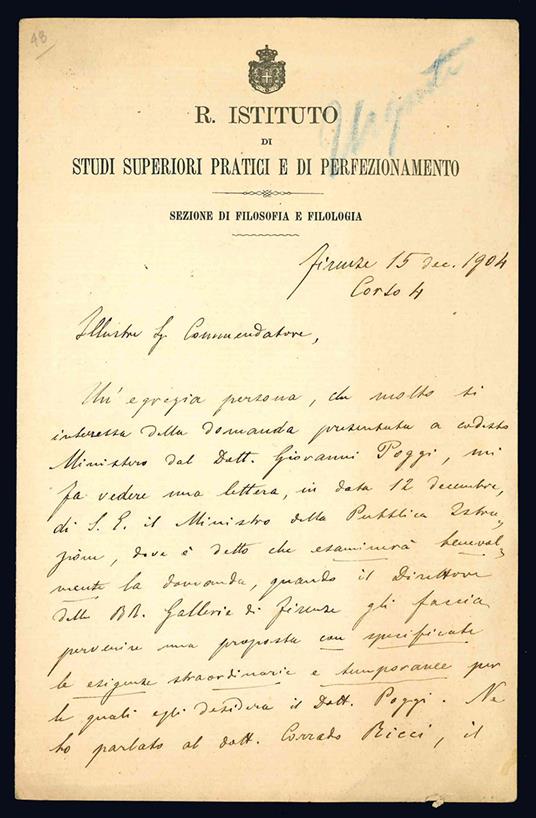 48
Urgente
R. ISTITUTO
DI
STUDI SUPERIORI PRATICI E DI PERFEZIONAMENTO
SEZIONE DI FILOSOFIA E FILOLOGIA
Firenze 15 dec. 1904
Corso 4
Illustre Sg. Commendatore,
Un' egregia persona, che molto si
interessa della domanda presentata a codesto
Ministero dal Dott. Giovanni Poggi, mi
fa vedere una lettera, in data 12 decembre,
di S. E. il Ministro della Pubblica Istru-
zione, dove è detto che esaminerà benevol-
mente la domanda, quando il Direttore
delle RR. Gallerie di Firenze gli faccia
pervenire una proposta con specificate
le esigenze straordinarie e temporanee per
le quali egli desidera il Dott. Poggi. Ne
ho parlato al dott. Corrado Ricci, il